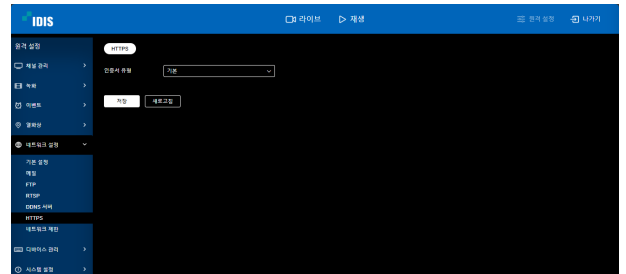 IDIS
라이브
재생
원격 설정
나가기
원격 설정
채널 관리
녹화
이벤트
열화상
네트워크 설정
기본 설정
메일
FTP
RTSP
DDNS 서버
HTTPS
네트워크 제한
디바이스 관리
시스템 설정
HTTPS
인증서 유형
기본
저장
새로고침